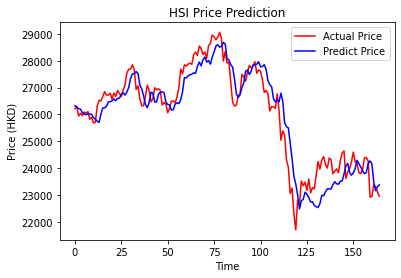 HSI Price Prediction
Actual Price
Predict Price
Price (HKD)
29000
28000
27000
26000
25000
24000
23000
22000
0 25 50 75 100 125 150
Time